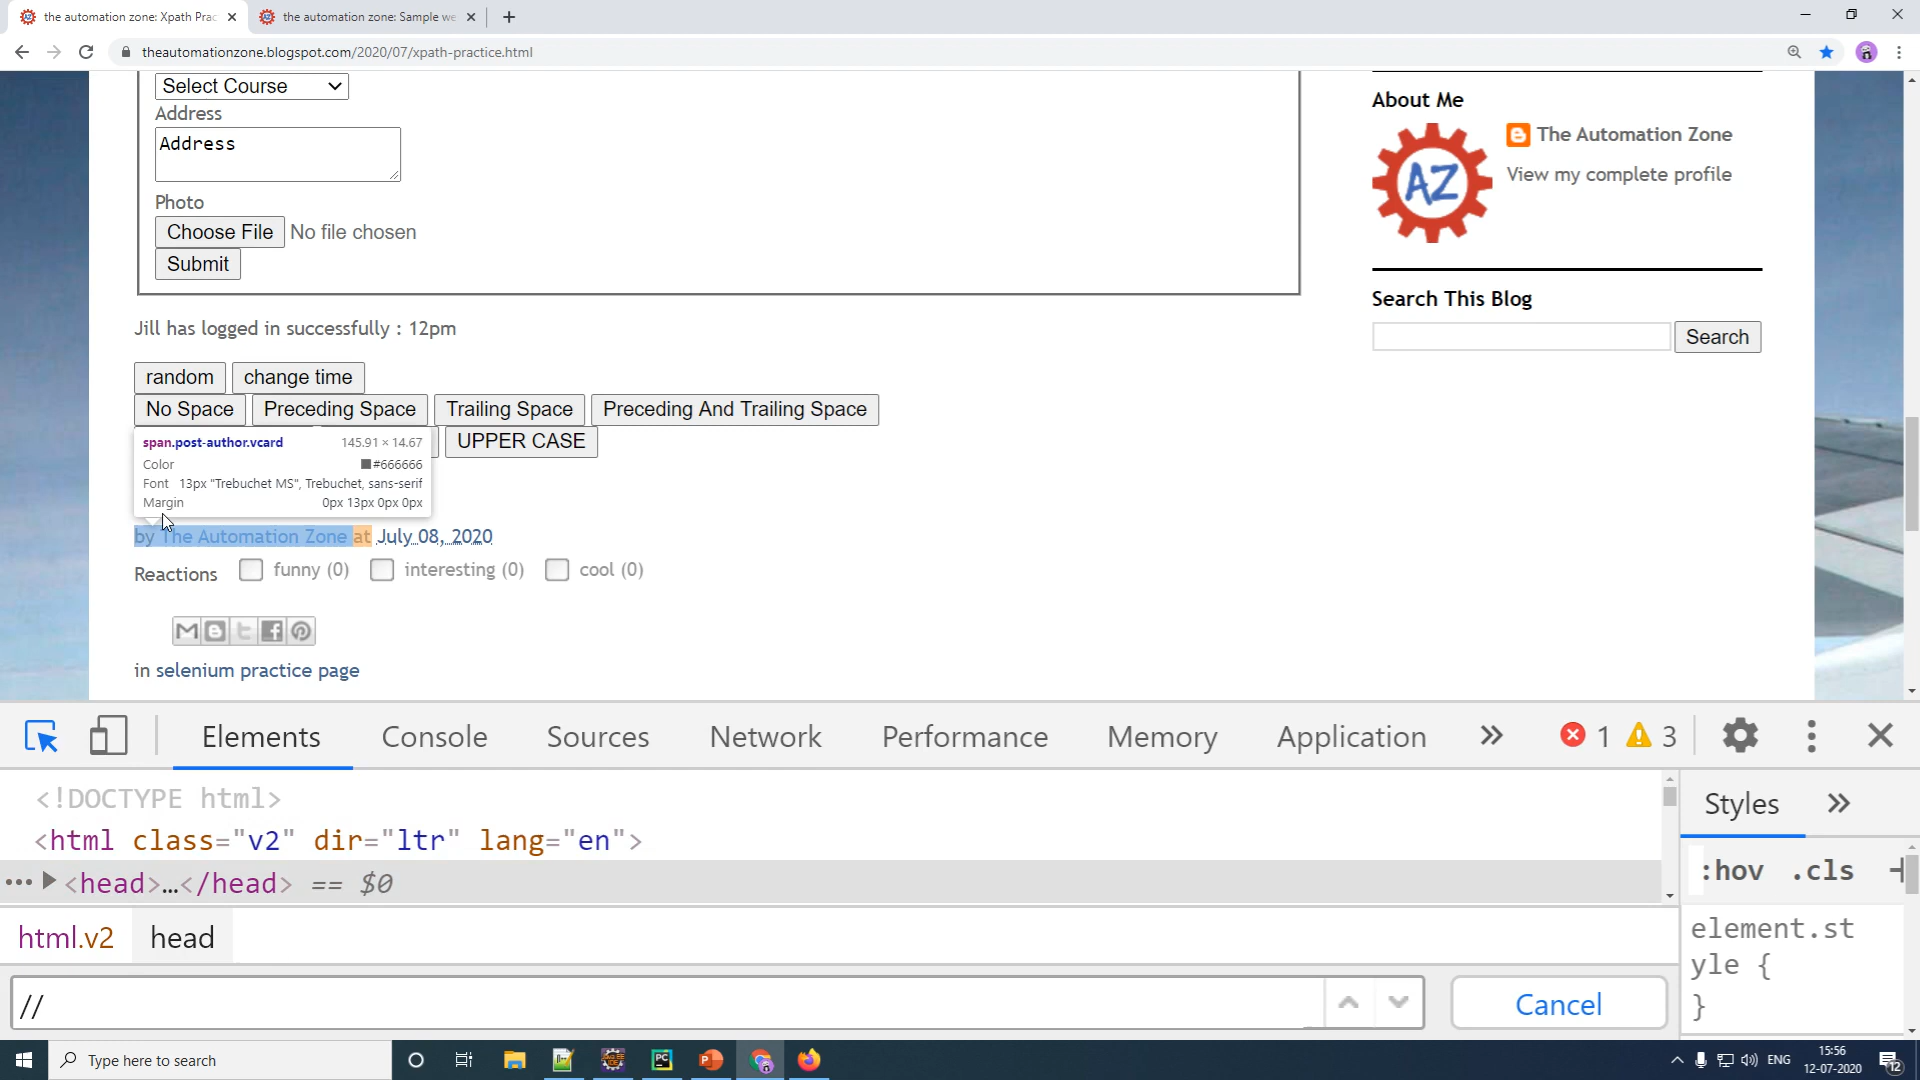 the automation zone: Xpath Prac
the automation zone: Sample we
theautomationzone.blogspot.com/2020/07/xpath-practice.html
Select Course
Address
Address
Photo
Choose File No file chosen
Submit
Jill has logged in successfully : 12pm
random change time
No Space Preceding Space Trailing Space Preceding And Trailing Space
UPPER CASE
span.post-author.vcard 145.91 × 14.67
Color #666666
Font 13px "Trebuchet MS", Trebuchet, sans-serif
Margin 0px 13px 0px 0px
by The Automation Zone at July 08, 2020
Reactions funny (0) interesting (0) cool (0)
in selenium practice page
About Me
AZ
The Automation Zone
View my complete profile
Search This Blog
Search
Elements Console Sources Network Performance Memory Application » 1 3
<!DOCTYPE html>
<html class="v2" dir="ltr" lang="en">
<head>…</head> == $0
html.v2 head
//
Cancel
Styles »
:hov .cls
element.st
yle {
}
Type here to search
PC
ENG
15:56
12-07-2020
12